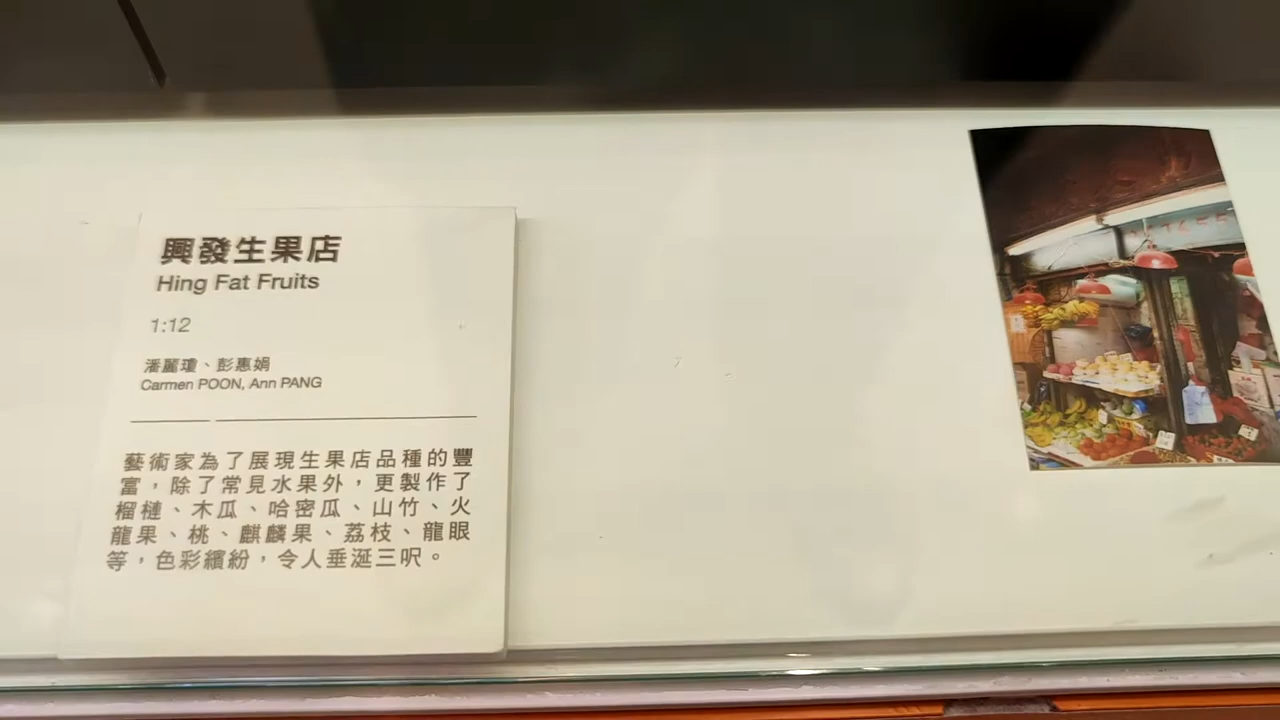 興發生果店
Hing Fat Fruits
1:12
潘麗瓊、彭惠娟
Carmen POON, Ann PANG
藝術家為了展現生果店品種的豐
富，除了常見水果外，更製作了
榴槤、木瓜、哈密瓜、山竹、火
龍果、桃、麒麟果、荔枝、龍眼
等，色彩繽紛，令人垂涎三呎。